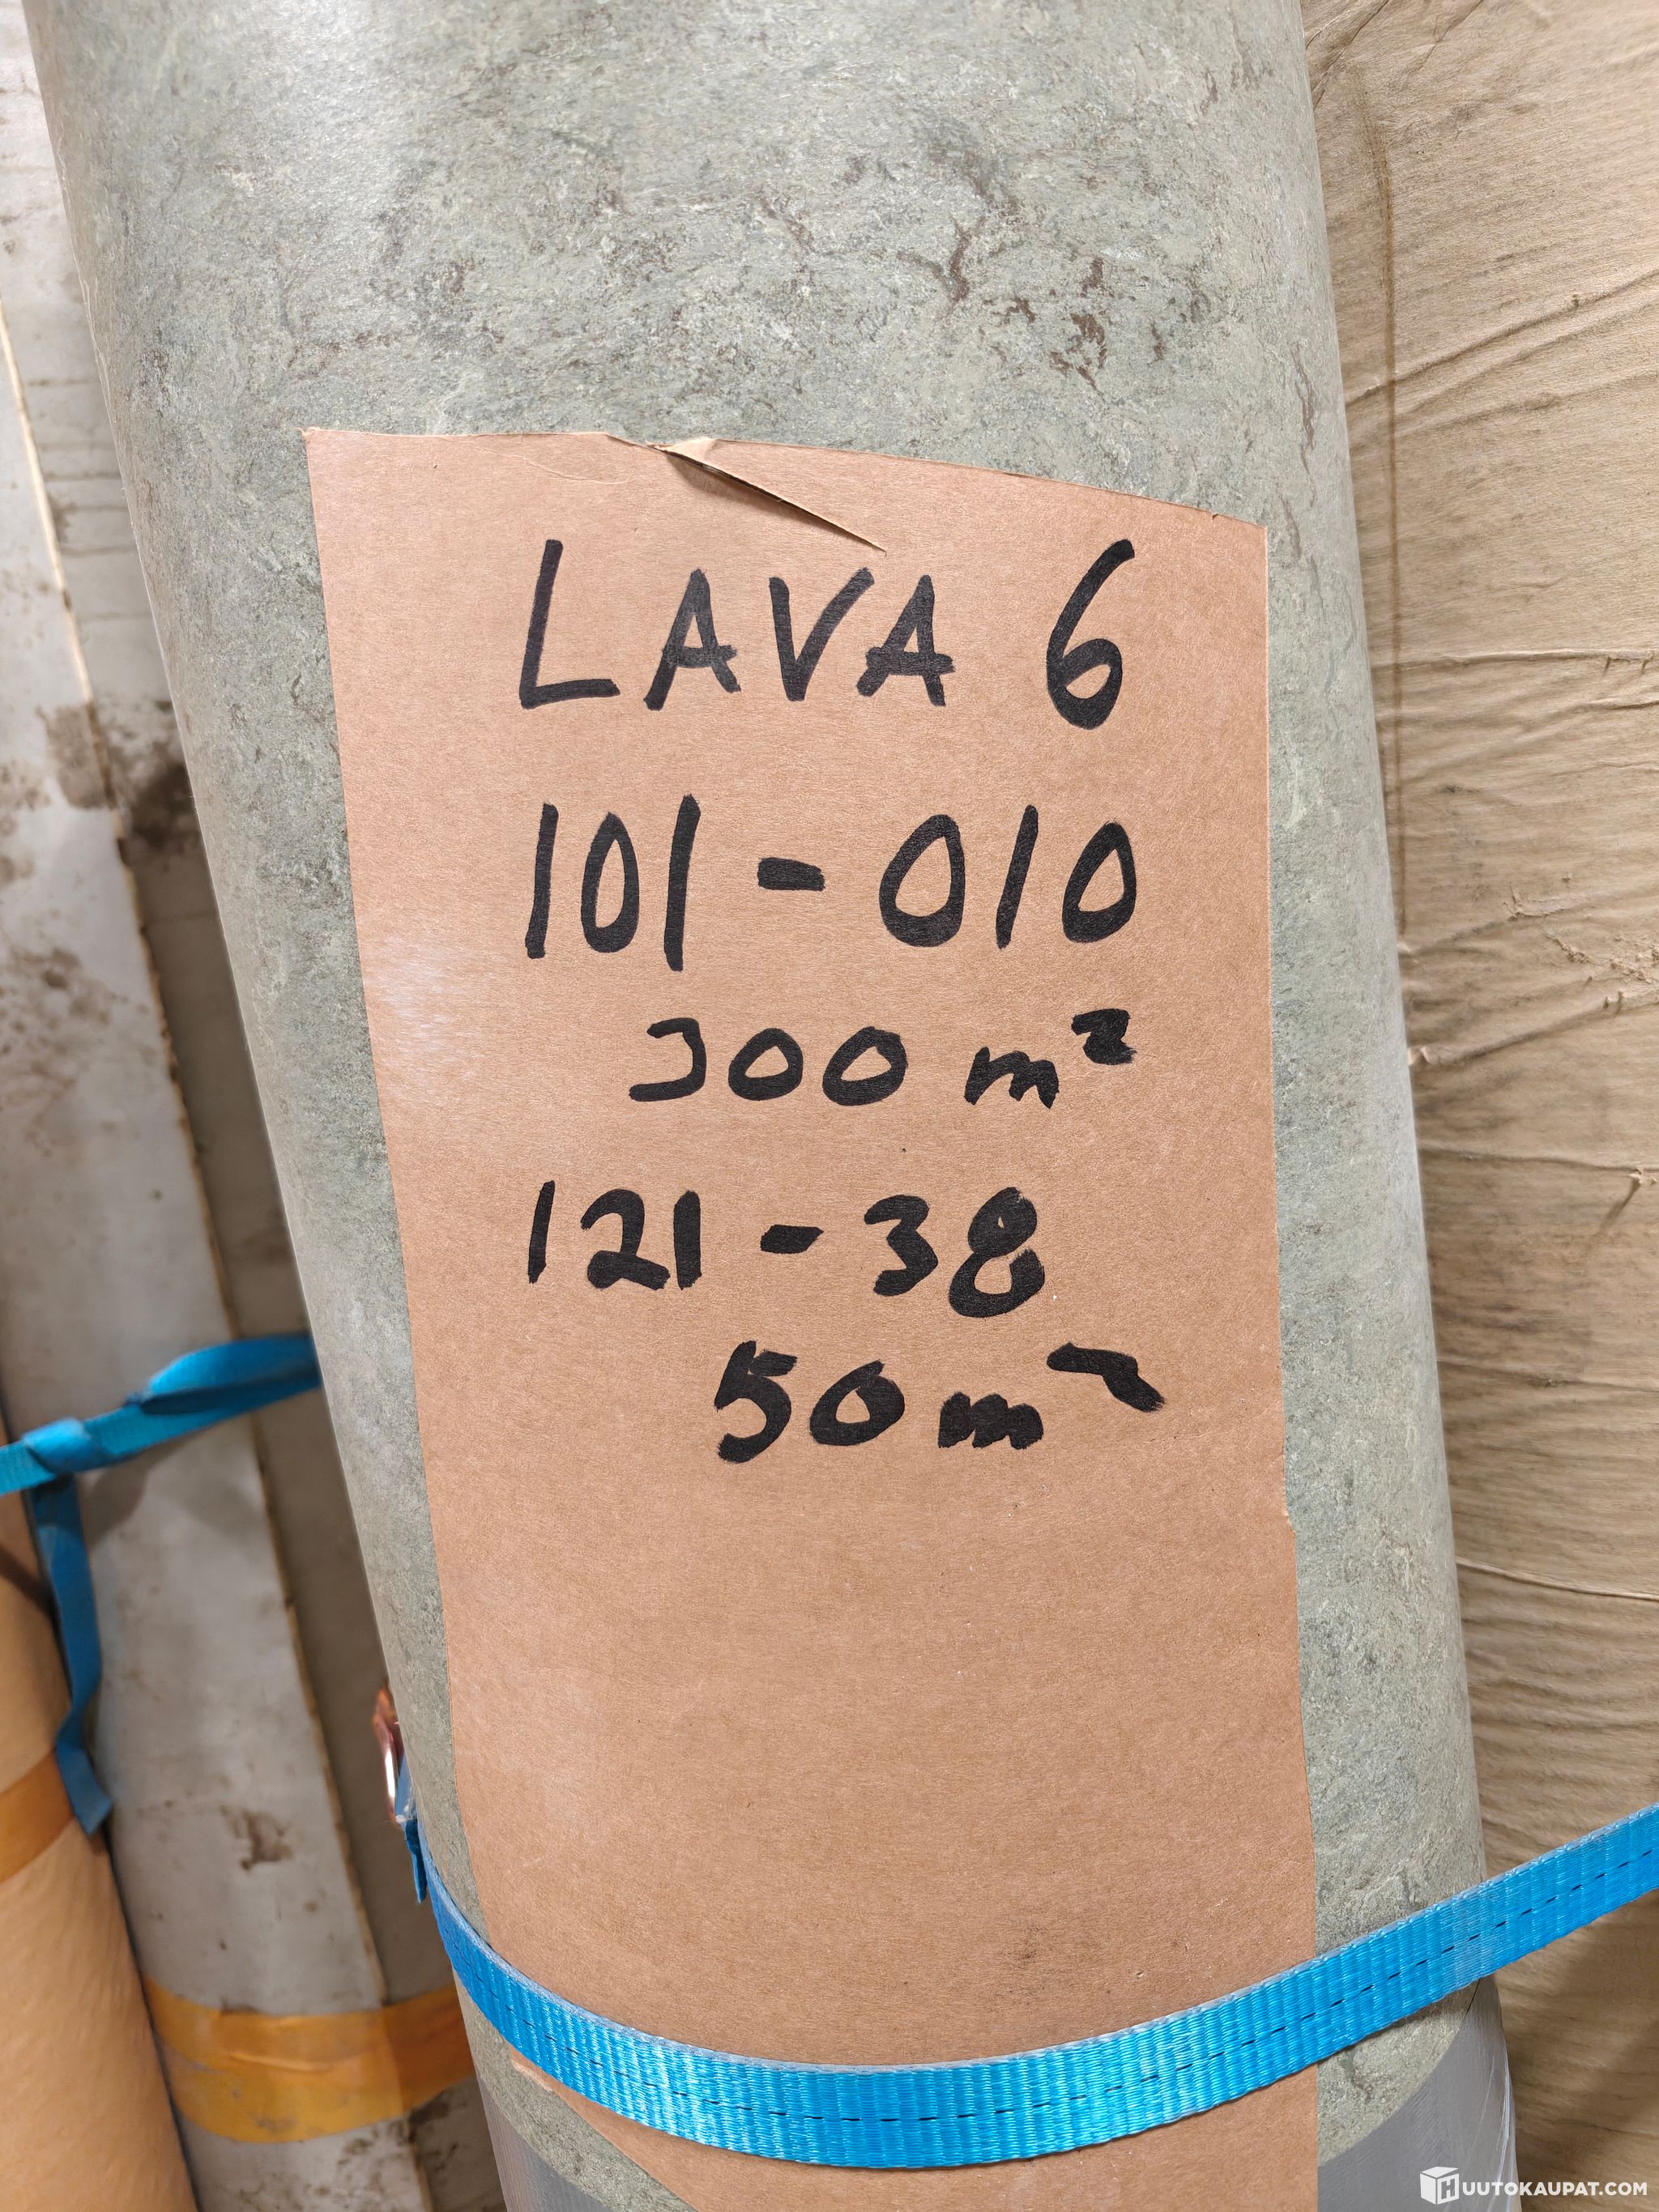 LAVA 6
101-010
300 m²
121-38
50 m²
HUUTOKAUPAT.COM